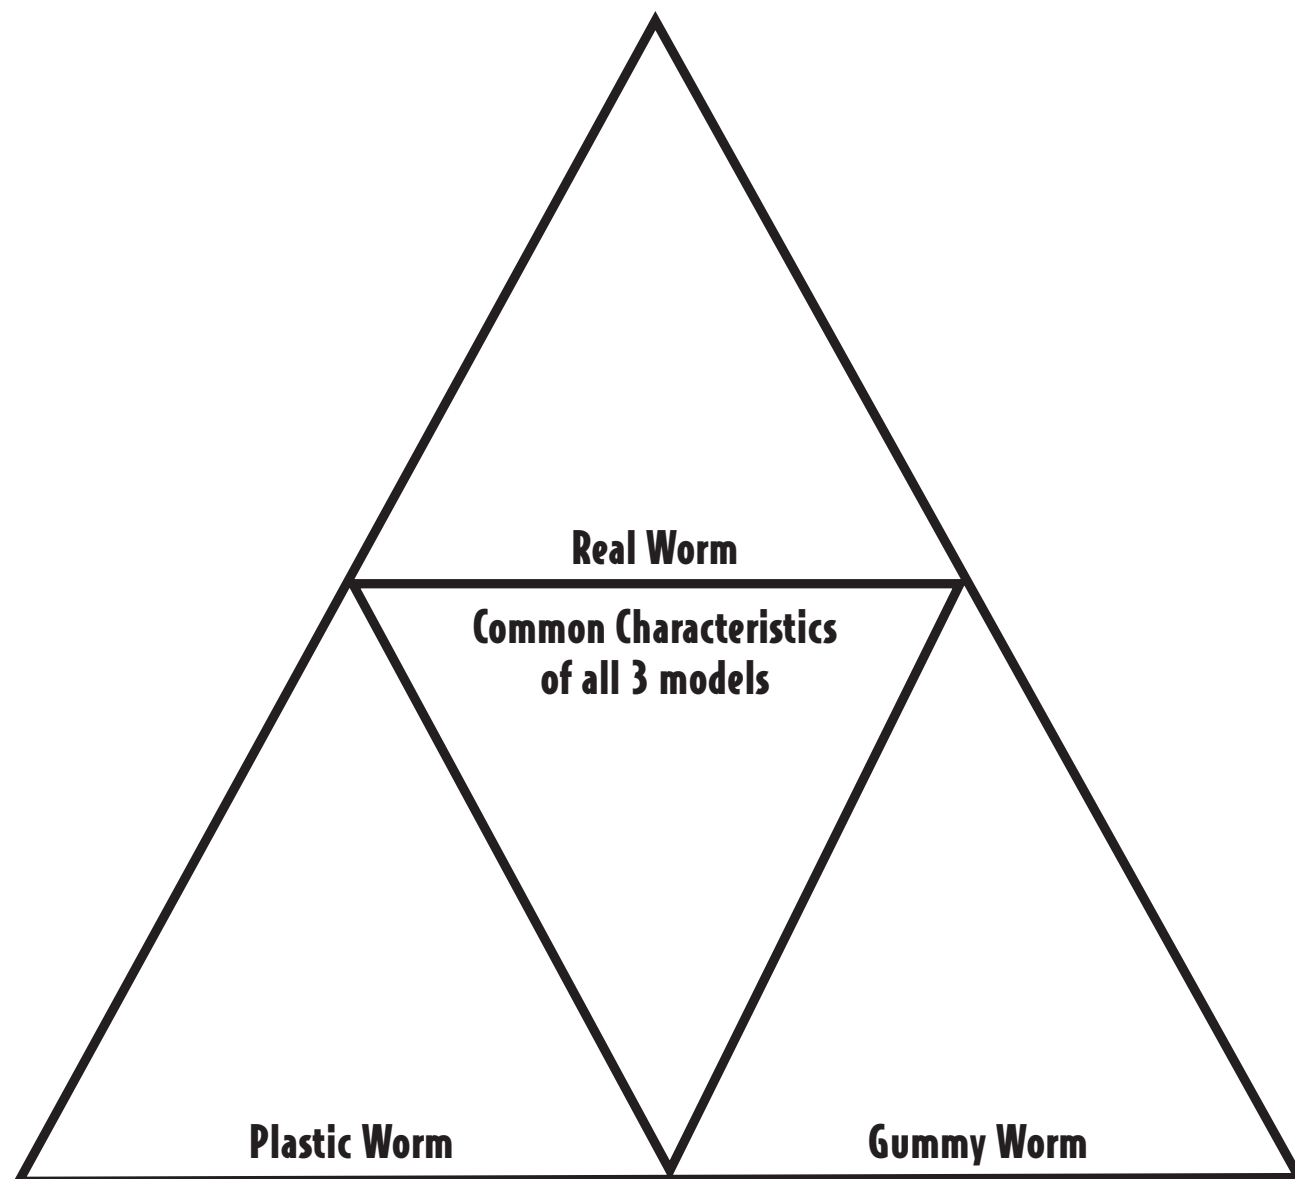 Real Worm
Common Characteristics
of all 3 models
Plastic Worm
Gummy Worm